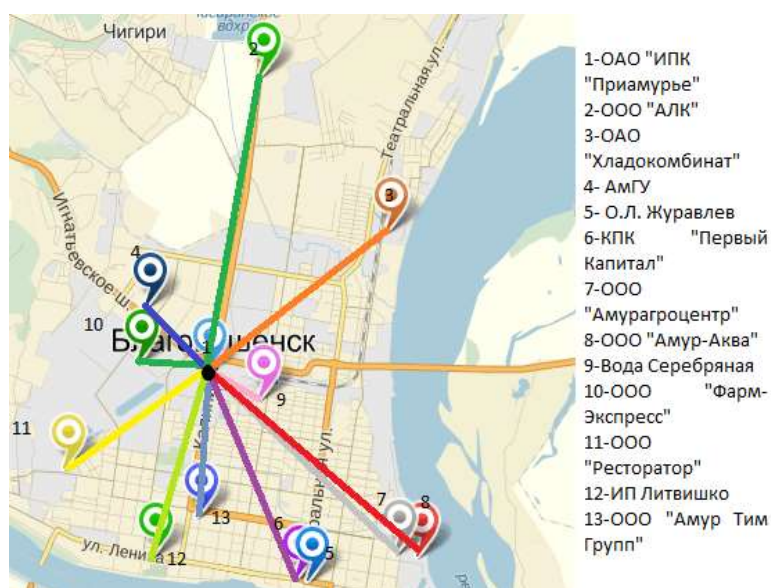 Чигири
вдхр.
2
Театральная ул.
3
Игнатьевское ш.
4
10
1
9
11
7
8
13
6
5
ул. Ленина
12
1-ОАО "ИПК
"Приамурье"
2-ООО "АЛК"
3-ОАО
"Хладокомбинат"
4- АмГУ
5- О.Л. Журавлев
6-КПК "Первый
Капитал"
7-ООО
"Амурагроцентр"
8-ООО "Амур-Аква"
9-Вода Серебряная
10-ООО "Фарм-
Экспресс"
11-ООО
"Ресторатор"
12-ИП Литвишко
13-ООО "Амур Тим
Групп"